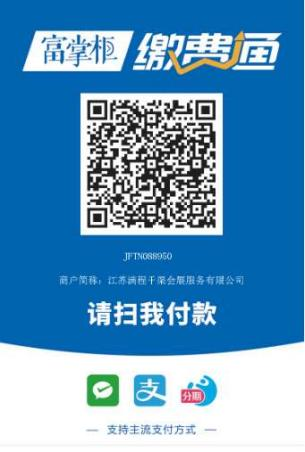 富掌柜 缴费通
JFTN088950
商户简称：江苏满程千渠会展服务有限公司
请扫我付款
支 分期
— 支持主流支付方式 —